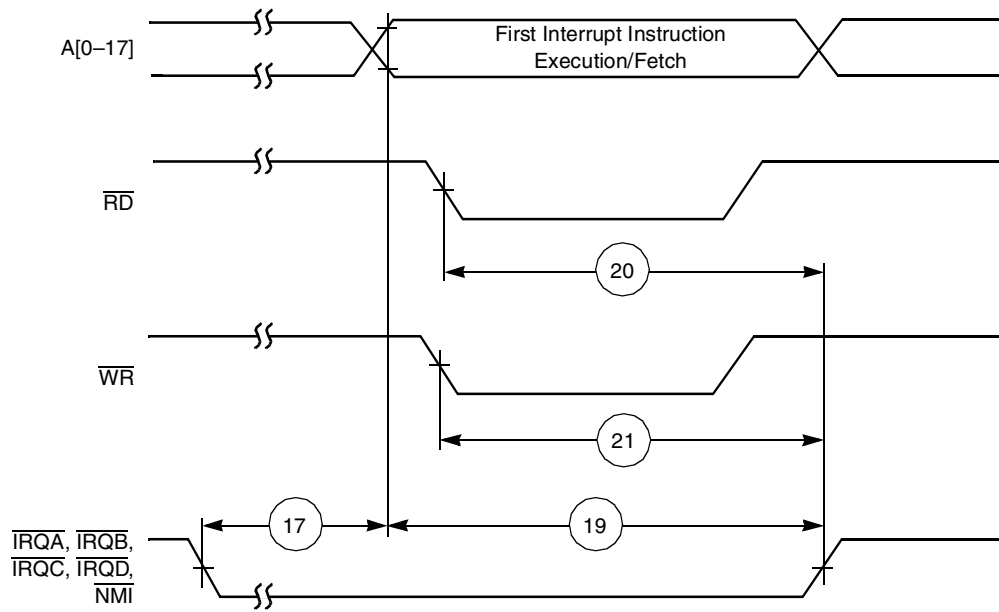 A[0–17]
First Interrupt Instruction
Execution/Fetch
RD
20
WR
21
17
19
IRQA, IRQB,
IRQC, IRQD,
NMI